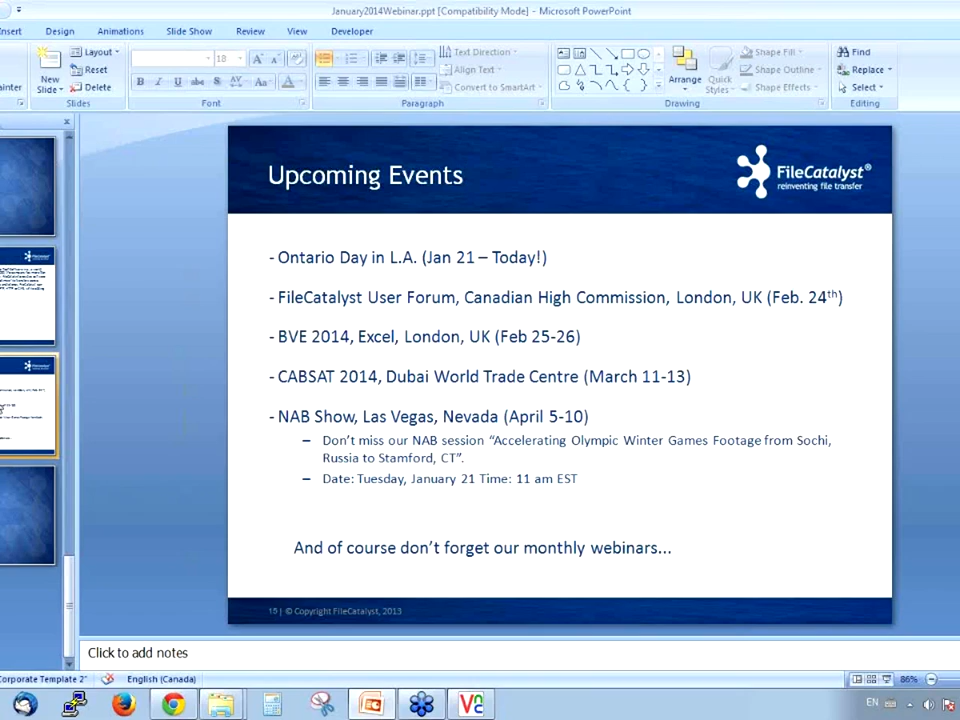 January2014Webinar.ppt [Compatibility Mode] - Microsoft PowerPoint
Insert Design Animations Slide Show Review View Developer
Layout
Reset
Delete
New
Slide
Painter
Slides
18
B I U abc S AV Aa A
Font
Text Direction
Align Text
Convert to SmartArt
Paragraph
Arrange
Quick
Styles
Shape Fill
Shape Outline
Shape Effects
Drawing
Find
Replace
Select
Editing
Upcoming Events
FileCatalyst®
reinventing file transfer
- Ontario Day in L.A. (Jan 21 – Today!)
- FileCatalyst User Forum, Canadian High Commission, London, UK (Feb. 24th)
- BVE 2014, Excel, London, UK (Feb 25-26)
- CABSAT 2014, Dubai World Trade Centre (March 11-13)
- NAB Show, Las Vegas, Nevada (April 5-10)
– Don't miss our NAB session “Accelerating Olympic Winter Games Footage from Sochi,
Russia to Stamford, CT”.
– Date: Tuesday, January 21 Time: 11 am EST
And of course don't forget our monthly webinars...
15 | © Copyright FileCatalyst, 2013
Click to add notes
Corporate Template 2" English (Canada) 86%
EN